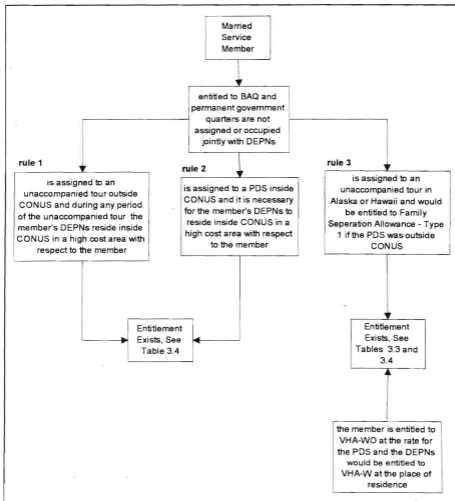 Married
Service
Member
entitled to BAQ and
permanent government
quarters are not
assigned or occupied
jointly with DEPNs
rule 1
is assigned to an
unaccompanied tour outside
CONUS and during any period
of the unaccompanied tour the
member's DEPNs reside inside
CONUS in a high cost area with
respect to the member
rule 2
is assigned to a PDS inside
CONUS and it is necessary
for the member's DEPNs to
reside inside CONUS in a
high cost area with respect
to the member
rule 3
is assigned to an
unaccompanied tour in
Alaska or Hawaii and would
be entitled to Family
Seperation Allowance - Type
1 if the PDS was outside
CONUS
Entitlement
Exists, See
Table 3.4
Entitlement
Exists, See
Tables 3.3 and
3.4
the member is entitled to
VHA-WO at the rate for
the PDS and the DEPNs
would be entitled to
VHA-W at the place of
residence